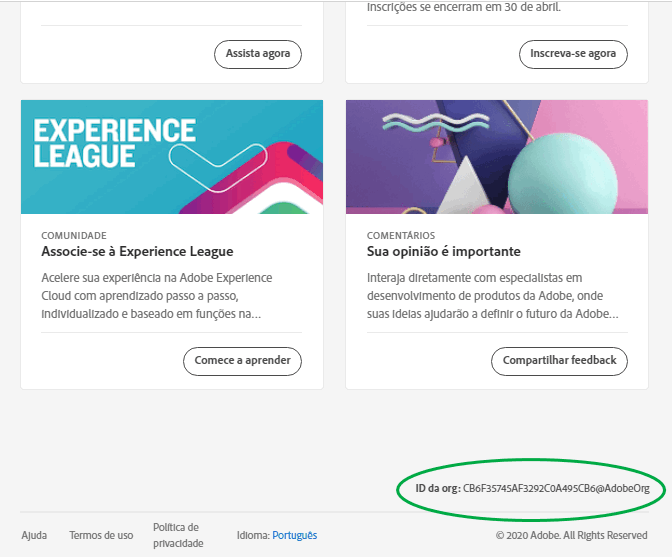 Inscrições se encerram em 30 de abril.
Assista agora
Inscreva-se agora
EXPERIENCE
LEAGUE
COMUNIDADE
Associe-se à Experience League
Acelere sua experiência na Adobe Experience
Cloud com aprendizado passo a passo,
individualizado e baseado em funções na...
Comece a aprender
COMENTÁRIOS
Sua opinião é importante
Interaja diretamente com especialistas em
desenvolvimento de produtos da Adobe, onde
suas ideias ajudarão a definir o futuro da Adobe...
Compartilhar feedback
ID da org: CB6F35745AF3292C0A495CB6@AdobeOrg
Ajuda
Termos de uso
Política de
privacidade
Idioma: Português
© 2020 Adobe. All Rights Reserved